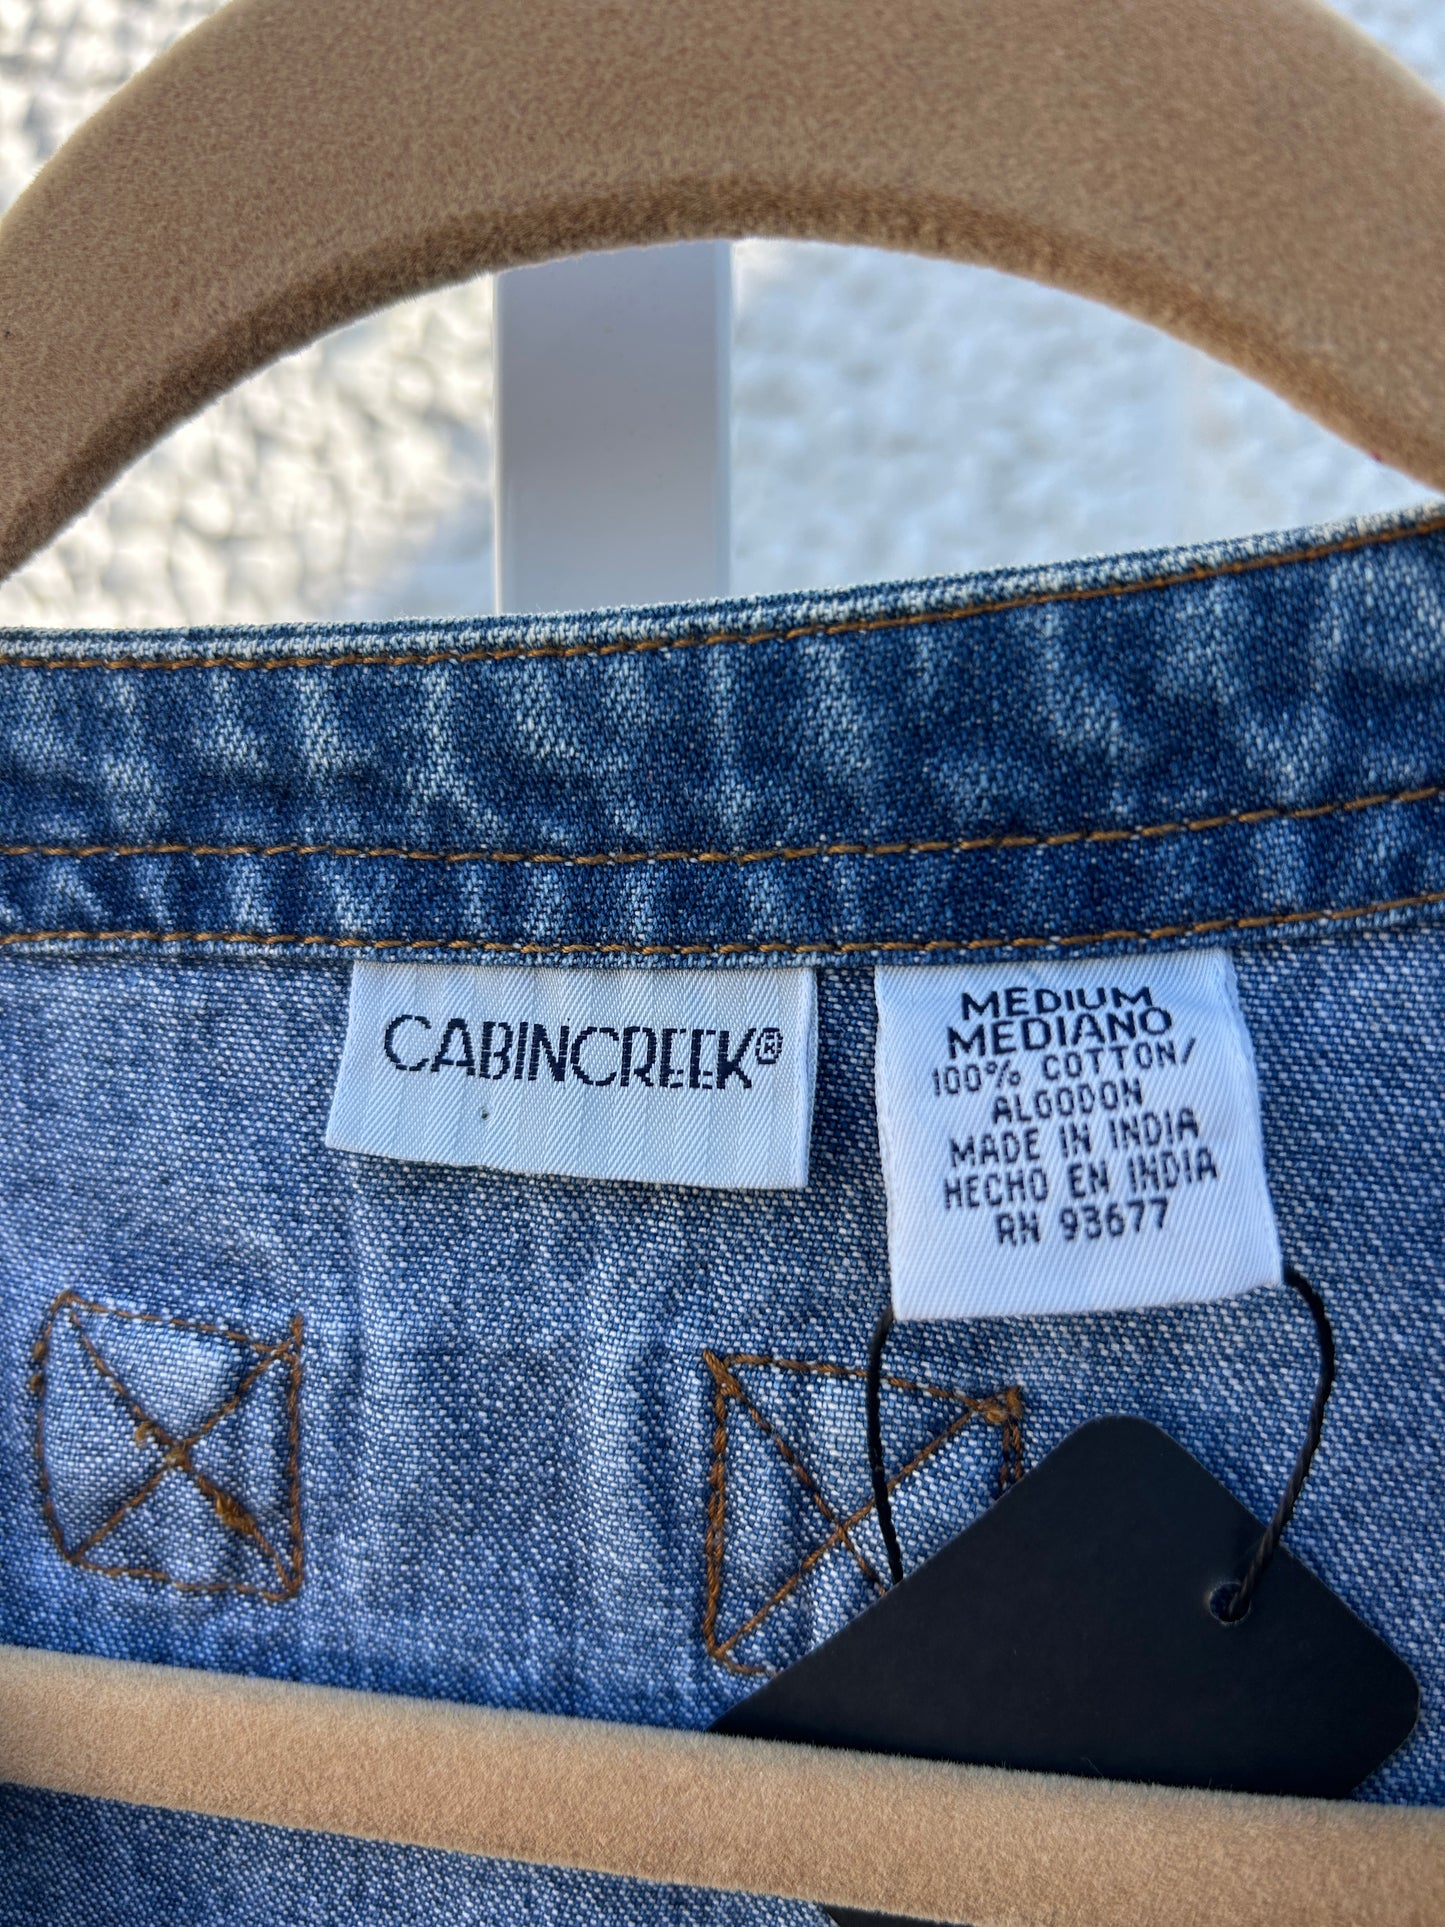 CABINCREEK®
MEDIUM
MEDIANO
100% COTTON/
ALGODON
MADE IN INDIA
HECHO EN INDIA
RN 93677